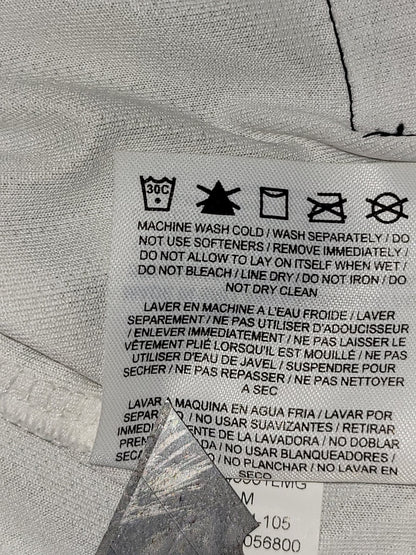 30C
MACHINE WASH COLD / WASH SEPARATELY / DO
NOT USE SOFTENERS / REMOVE IMMEDIATELY /
DO NOT ALLOW TO LAY ON ITSELF WHEN WET /
DO NOT BLEACH / LINE DRY / DO NOT IRON / DO
NOT DRY CLEAN
LAVER EN MACHINE A L'EAU FROIDE / LAVER
SEPAREMENT / NE PAS UTILISER D'ADOUCISSEUR
/ ENLEVER IMMEDIATEMENT / NE PAS LAISSER LE
VÊTEMENT PLIÉ LORSQU'IL EST MOUILLÉ / NE PAS
UTILISER D'EAU DE JAVEL / SUSPENDRE POUR
SECHER / NE PAS REPASSER / NE PAS NETTOYER
A SEC
LAVAR A MAQUINA EN AGUA FRIA / LAVAR POR
SEPAR / NO USAR SUAVIZANTES / RETIRAR
INMEDI TE DE LA LAVADORA / NO DOBLAR
PREN ADA / NO USAR BLANQUEADOR /
NO PLANCHAR / NO LAVAR EN
SECO
M
-105
056800